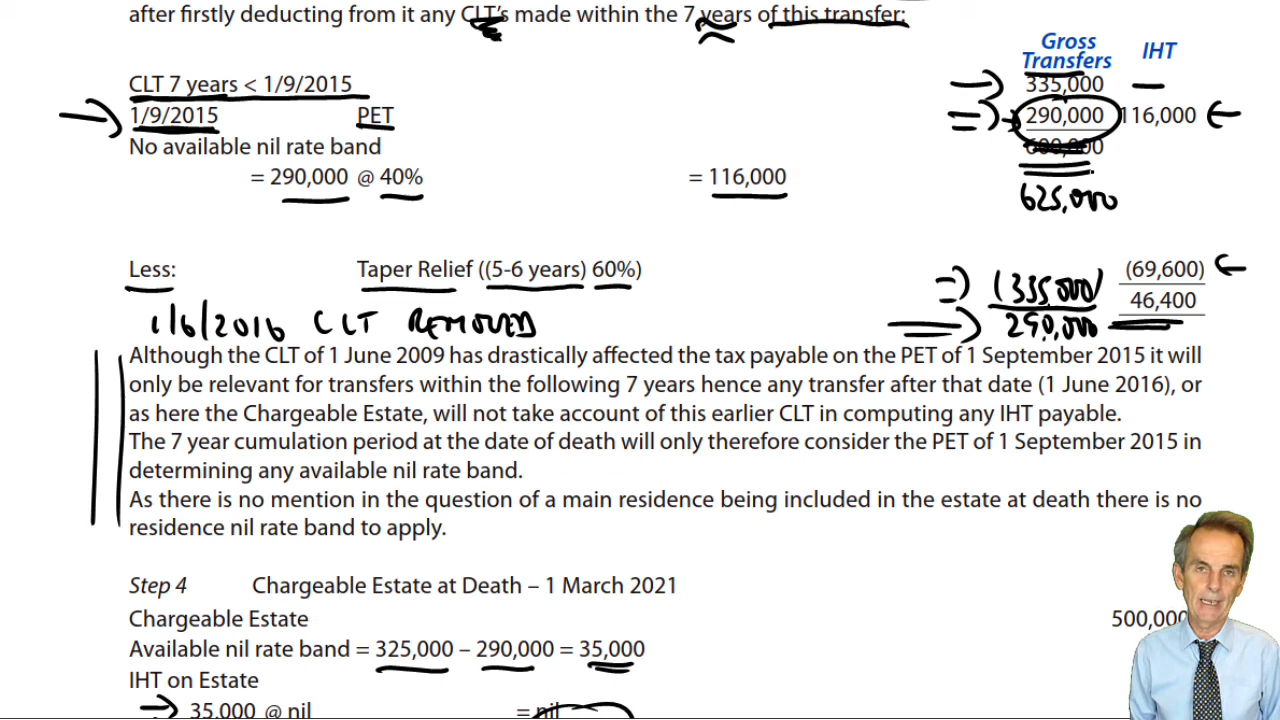 after firstly deducting from it any CLT's made within the 7 years of this transfer:
Gross
Transfers IHT
CLT 7 years < 1/9/2015 335,000 —
1/9/2015 PET 290,000 116,000
No available nil rate band 600,000
= 290,000 @ 40% = 116,000
625,000
Less: Taper Relief ((5-6 years) 60%) (69,600)
(335,000) 46,400
1/6/2016 CLT REMOVED 290,000
Although the CLT of 1 June 2009 has drastically affected the tax payable on the PET of 1 September 2015 it will
only be relevant for transfers within the following 7 years hence any transfer after that date (1 June 2016), or
as here the Chargeable Estate, will not take account of this earlier CLT in computing any IHT payable.
The 7 year cumulation period at the date of death will only therefore consider the PET of 1 September 2015 in
determining any available nil rate band.
As there is no mention in the question of a main residence being included in the estate at death there is no
residence nil rate band to apply.
Step 4 Chargeable Estate at Death – 1 March 2021
Chargeable Estate 500,000
Available nil rate band = 325,000 – 290,000 = 35,000
IHT on Estate
35,000 @ nil = nil